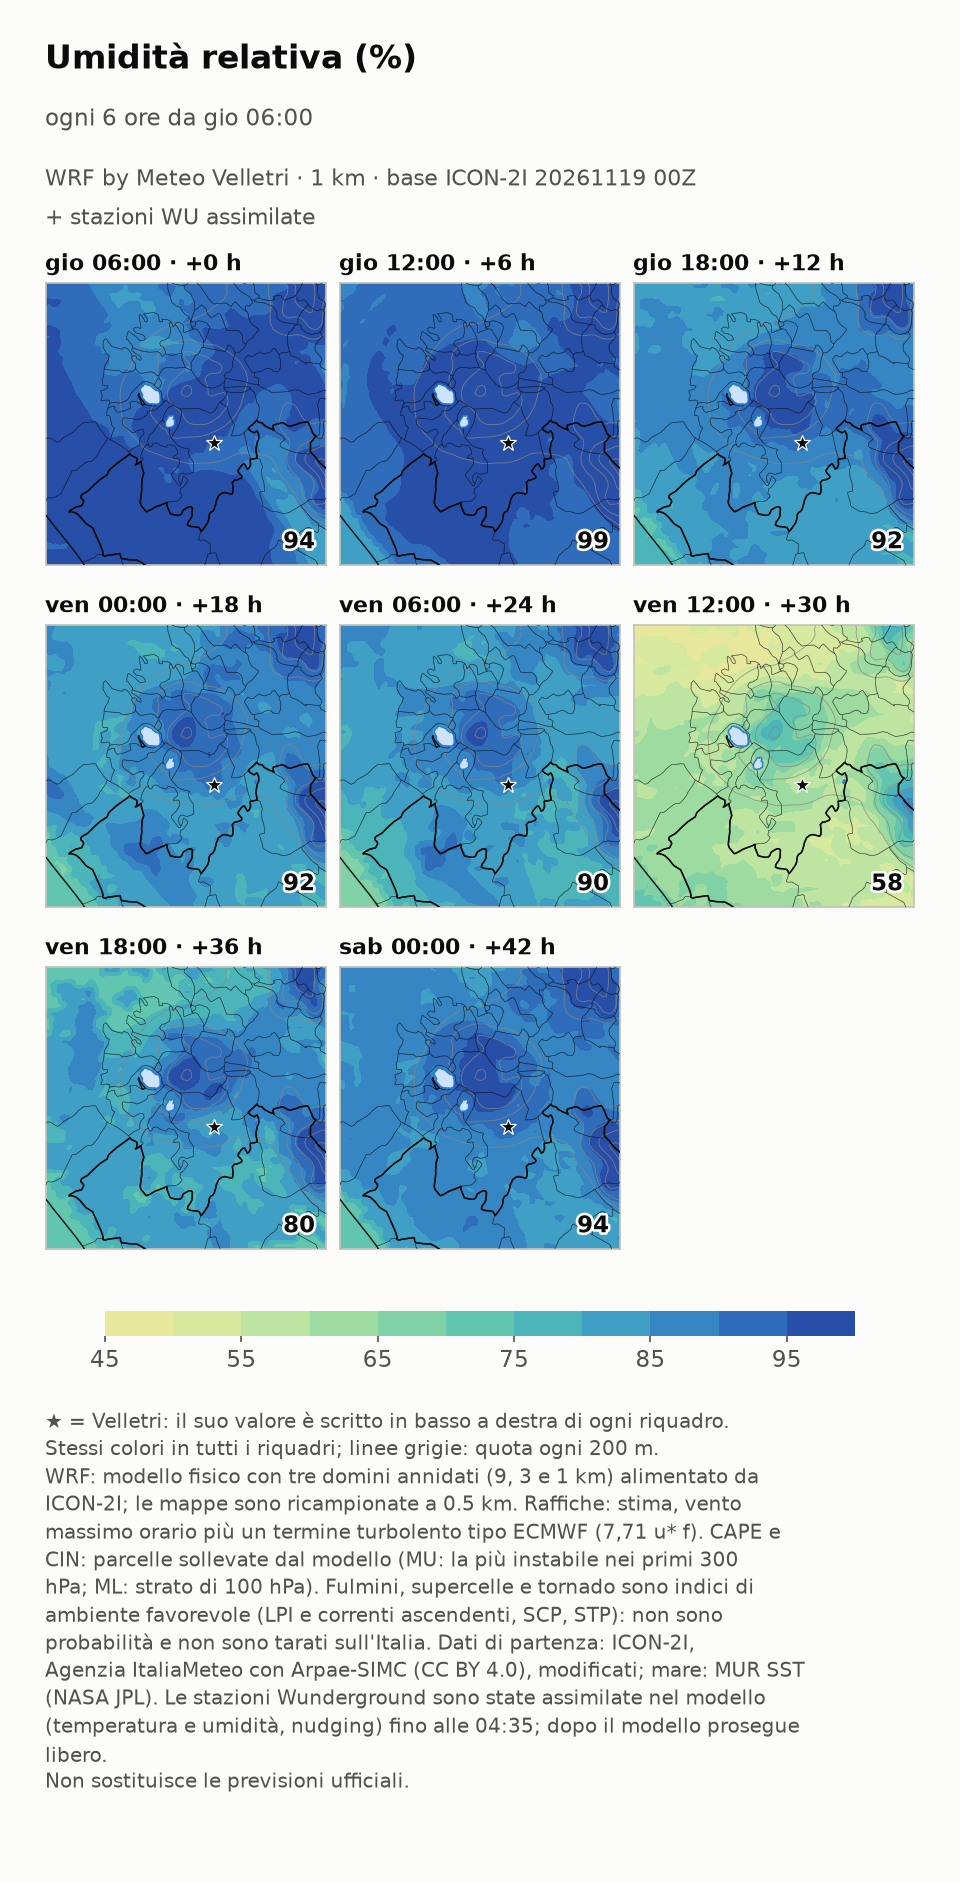 Umidità relativa (%)
ogni 6 ore da gio 06:00
WRF by Meteo Velletri · 1 km · base ICON-2I 20261119 00Z
+ stazioni WU assimilate
gio 06:00 · +0 h
gio 12:00 · +6 h
gio 18:00 · +12 h
94
99
92
ven 00:00 · +18 h
ven 06:00 · +24 h
ven 12:00 · +30 h
92
90
58
ven 18:00 · +36 h
sab 00:00 · +42 h
80
94
45 55 65 75 85 95
★ = Velletri: il suo valore è scritto in basso a destra di ogni riquadro.
Stessi colori in tutti i riquadri; linee grigie: quota ogni 200 m.
WRF: modello fisico con tre domini annidati (9, 3 e 1 km) alimentato da
ICON-2I; le mappe sono ricampionate a 0.5 km. Raffiche: stima, vento
massimo orario più un termine turbolento tipo ECMWF (7,71 u* f). CAPE e
CIN: parcelle sollevate dal modello (MU: la più instabile nei primi 300
hPa; ML: strato di 100 hPa). Fulmini, supercelle e tornado sono indici di
ambiente favorevole (LPI e correnti ascendenti, SCP, STP): non sono
probabilità e non sono tarati sull'Italia. Dati di partenza: ICON-2I,
Agenzia ItaliaMeteo con Arpae-SIMC (CC BY 4.0), modificati; mare: MUR SST
(NASA JPL). Le stazioni Wunderground sono state assimilate nel modello
(temperatura e umidità, nudging) fino alle 04:35; dopo il modello prosegue
libero.
Non sostituisce le previsioni ufficiali.